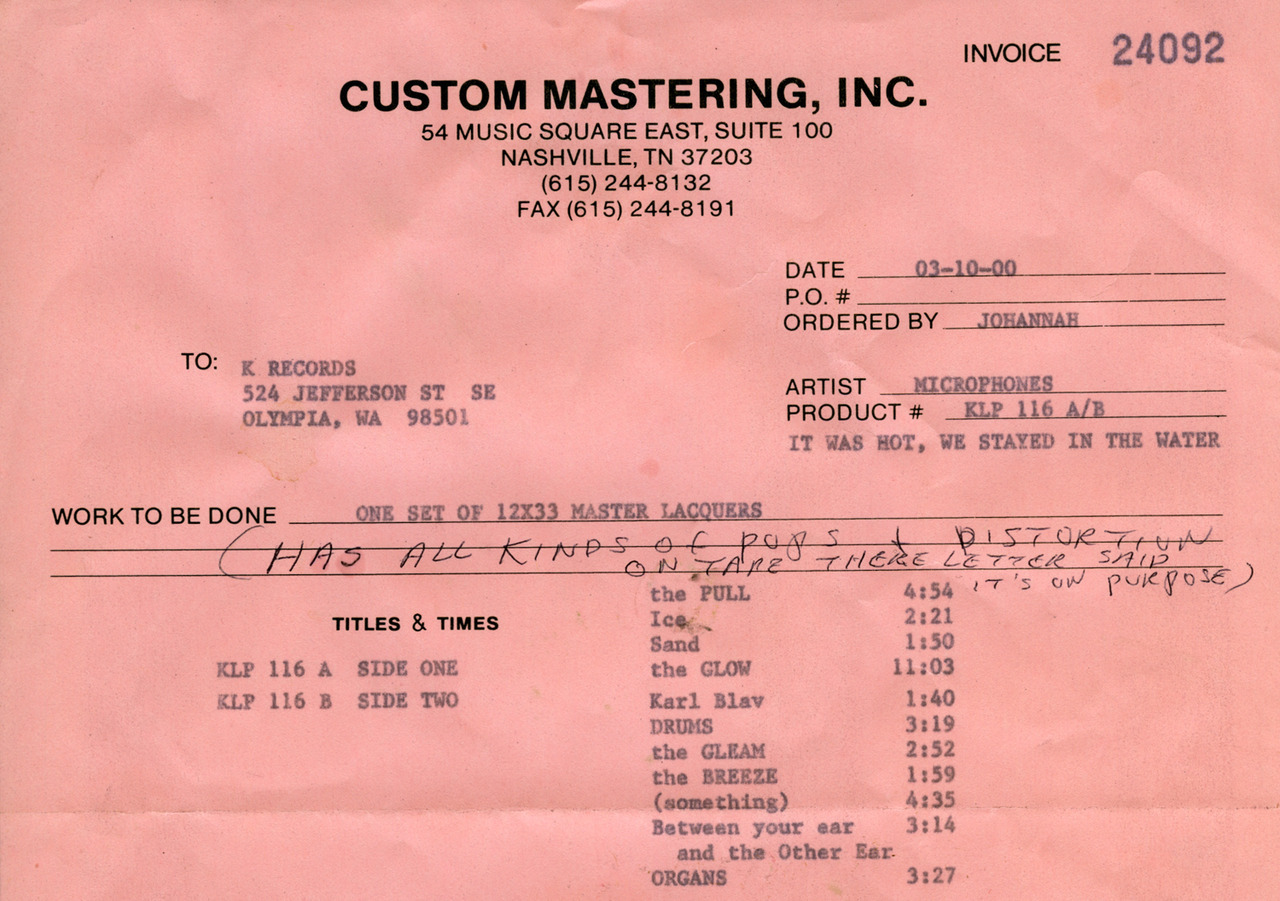 INVOICE 24092
CUSTOM MASTERING, INC.
54 MUSIC SQUARE EAST, SUITE 100
NASHVILLE, TN 37203
(615) 244-8132
FAX (615) 244-8191
DATE 03-10-00
P.O. #
ORDERED BY JOHANNAH
TO: K RECORDS
524 JEFFERSON ST SE
OLYMPIA, WA 98501
ARTIST MICROPHONES
PRODUCT # KLP 116 A/B
IT WAS HOT, WE STAYED IN THE WATER
WORK TO BE DONE ONE SET OF 12X33 MASTER LACQUERS
(HAS ALL KINDS OF POPS & DISTORTION
ON TAPE THERE LETTER SAID
IT'S ON PURPOSE)
TITLES & TIMES
KLP 116 A SIDE ONE
KLP 116 B SIDE TWO
the PULL 4:54
Ice 2:21
Sand 1:50
the GLOW 11:03
Karl Blav 1:40
DRUMS 3:19
the GLEAM 2:52
the BREEZE 1:59
(something) 4:35
Between your ear 3:14
and the Other Ear
ORGANS 3:27